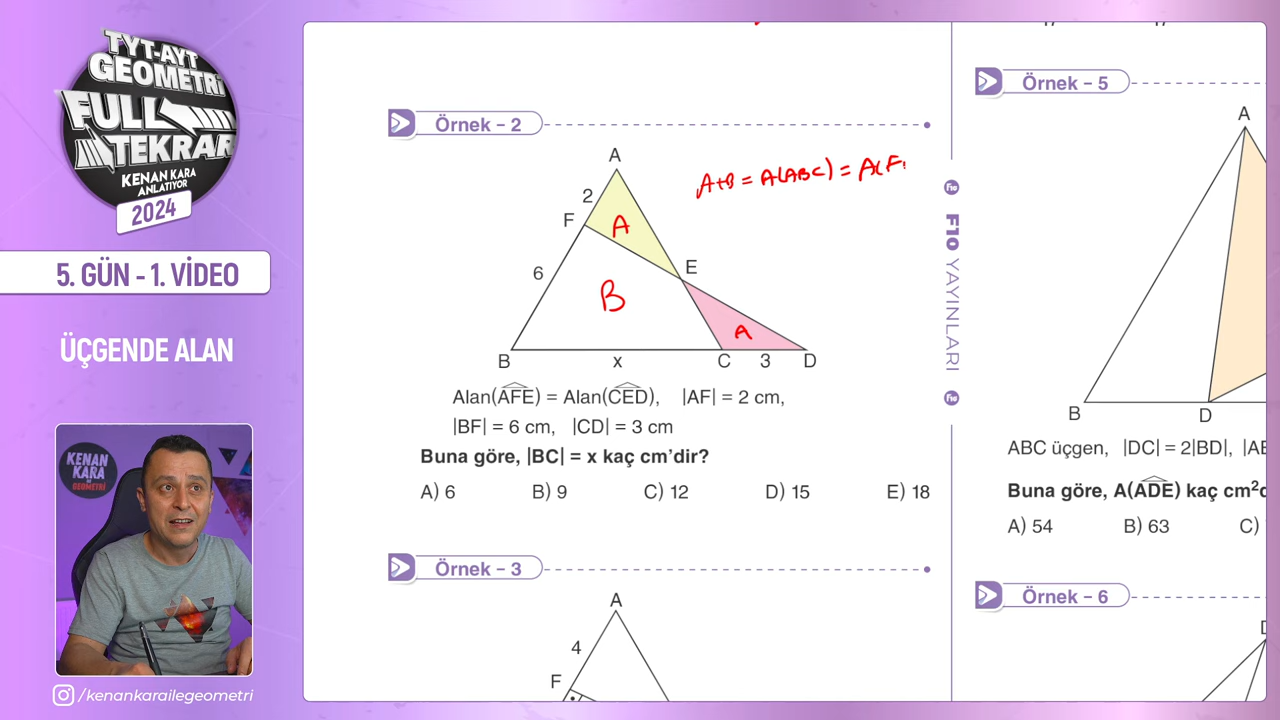 TYT-AYT
GEOMETRİ
FULL
TEKRAR
KENAN KARA
ANLATIYOR
2024
5. GÜN - 1. VİDEO
ÜÇGENDE ALAN
KENAN
KARA
GEOMETRİ
/kenankarailegeometri
Örnek – 2
A
2
F
A
6
E
B
A
B
x
C
3
D
A+B = A(ABC) = A(F
Alan(AFE) = Alan(CED), |AF| = 2 cm,
|BF| = 6 cm, |CD| = 3 cm
Buna göre, |BC| = x kaç cm'dir?
A) 6 B) 9 C) 12 D) 15 E) 18
Örnek – 3
A
4
F
F10 YAYINLARI
F10
F10
Örnek – 5
A
B
D
ABC üçgen, |DC| = 2|BD|, |AE
Buna göre, A(ADE) kaç cm²
A) 54 B) 63 C)
Örnek – 6
D